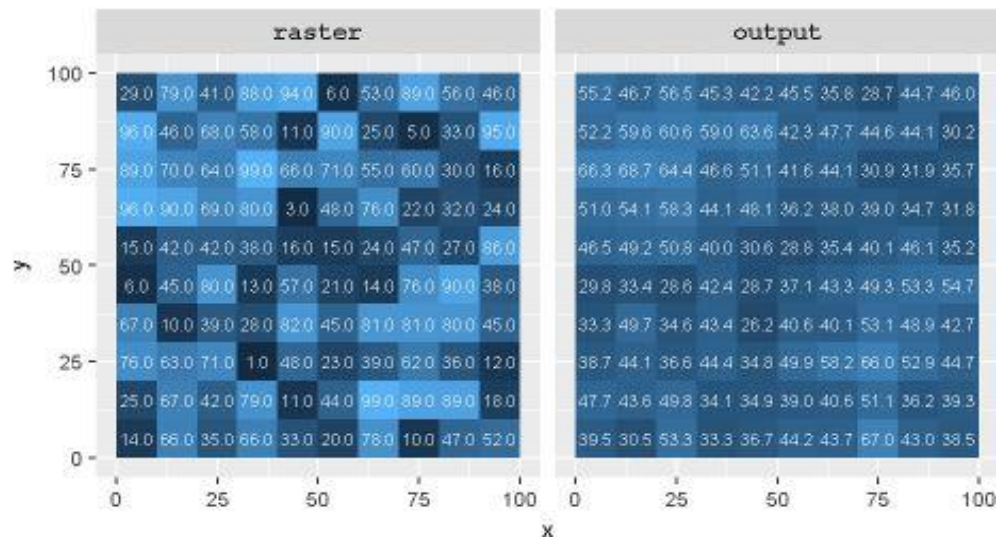 raster output
100
29.0 79.0 41.0 88.0 94.0 6.0 53.0 89.0 56.0 46.0 55.2 46.7 56.5 45.3 42.2 45.5 35.8 28.7 44.7 46.0
96.0 46.0 68.0 58.0 11.0 90.0 25.0 5.0 33.0 95.0 52.2 59.6 60.6 59.0 63.6 42.3 47.7 44.6 44.1 30.2
75
89.0 70.0 64.0 99.0 66.0 71.0 55.0 60.0 30.0 16.0 66.3 68.7 64.4 46.6 51.1 41.6 44.1 30.9 31.9 35.7
96.0 90.0 69.0 80.0 3.0 48.0 76.0 22.0 32.0 24.0 51.0 54.1 58.3 44.1 48.1 36.2 38.0 39.0 34.7 31.8
15.0 42.0 42.0 38.0 16.0 15.0 24.0 47.0 27.0 86.0 46.5 49.2 50.8 40.0 30.6 28.8 35.4 40.1 46.1 35.2
y
50
6.0 45.0 80.0 13.0 57.0 21.0 14.0 76.0 90.0 38.0 29.8 33.4 28.6 42.4 28.7 37.1 43.3 49.3 53.3 54.7
67.0 10.0 39.0 28.0 82.0 45.0 81.0 81.0 80.0 45.0 33.3 49.7 34.6 43.4 26.2 40.6 40.1 53.1 48.9 42.7
25
76.0 63.0 71.0 1.0 48.0 23.0 39.0 62.0 36.0 12.0 38.7 44.1 36.6 44.4 34.8 49.9 58.2 66.0 52.9 44.7
25.0 67.0 42.0 79.0 11.0 44.0 99.0 89.0 89.0 18.0 47.7 43.6 49.8 34.1 34.9 39.0 40.6 51.1 36.2 39.3
14.0 66.0 35.0 66.0 33.0 20.0 78.0 10.0 47.0 52.0 39.5 30.5 53.3 33.3 36.7 44.2 43.7 67.0 43.0 38.5
0
0 25 50 75 100 0 25 50 75 100
x